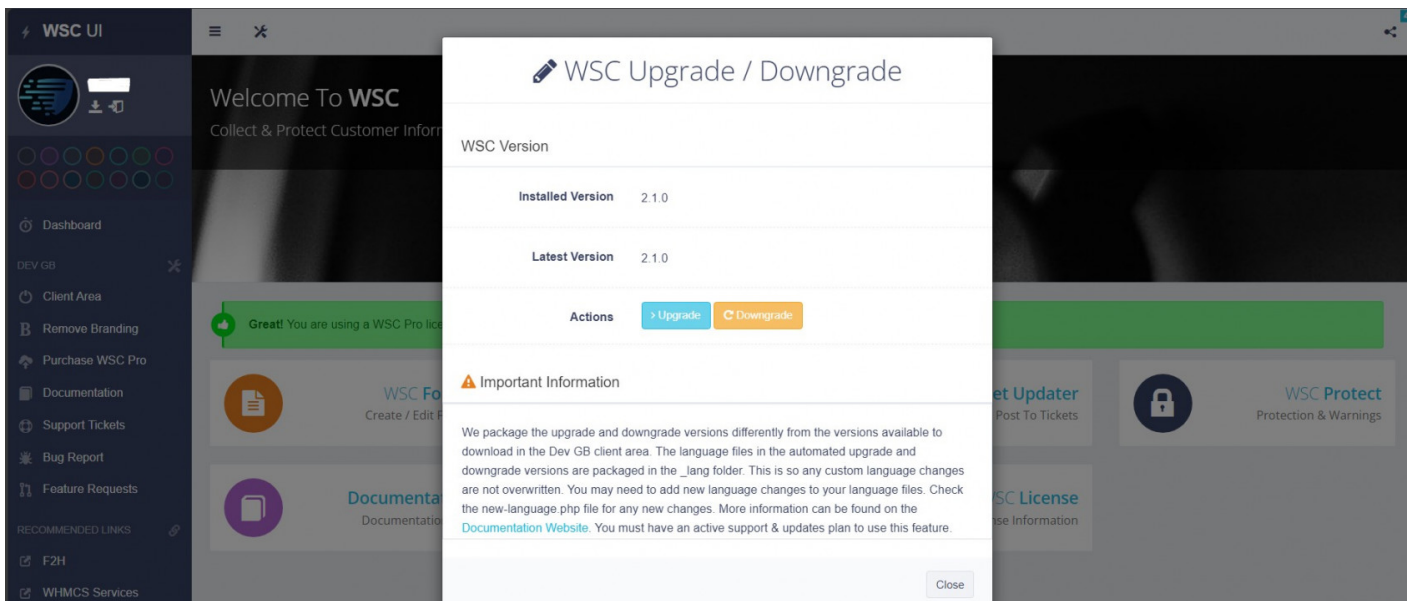 WSC UI
Dashboard
DEV GB
Client Area
Remove Branding
Purchase WSC Pro
Documentation
Support Tickets
Bug Report
Feature Requests
RECOMMENDED LINKS
F2H
WHMCS Services
Welcome To WSC
Collect & Protect Customer
Great! You are using a WSC Pro
WSC
Create / Edit
WSC Upgrade / Downgrade
WSC Version
Installed Version 2.1.0
Latest Version 2.1.0
Actions > Upgrade Downgrade
Important Information
We package the upgrade and downgrade versions differently from the versions available to
download in the Dev GB client area. The language files in the automated upgrade and
downgrade versions are packaged in the _lang folder. This is so any custom language changes
are not overwritten. You may need to add new language changes to your language files. Check
the new-language.php file for any new changes. More information can be found on the
Documentation Website. You must have an active support & updates plan to use this feature.
Close
Updater
Post To Tickets
WSC Protect
Protection & Warnings
License
Information